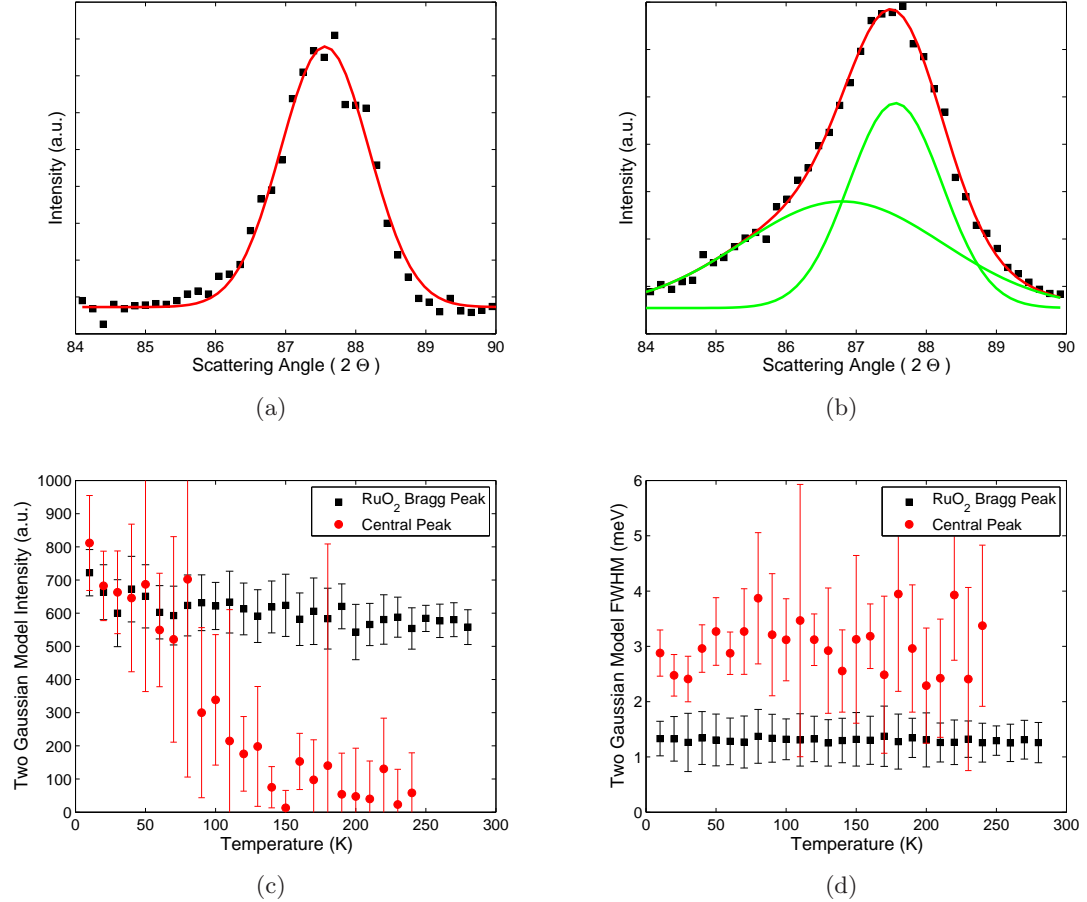 Intensity (a.u.)
84 85 86 87 88 89 90
Scattering Angle ( 2 Θ )
(a)
Intensity (a.u.)
84 85 86 87 88 89 90
Scattering Angle ( 2 Θ )
(b)
Two Gaussian Model Intensity (a.u.)
1000
900
800
700
600
500
400
300
200
100
0
0 50 100 150 200 250 300
Temperature (K)
RuO₂ Bragg Peak
Central Peak
(c)
Two Gaussian Model FWHM (meV)
6
5
4
3
2
1
0
0 50 100 150 200 250 300
Temperature (K)
RuO₂ Bragg Peak
Central Peak
(d)